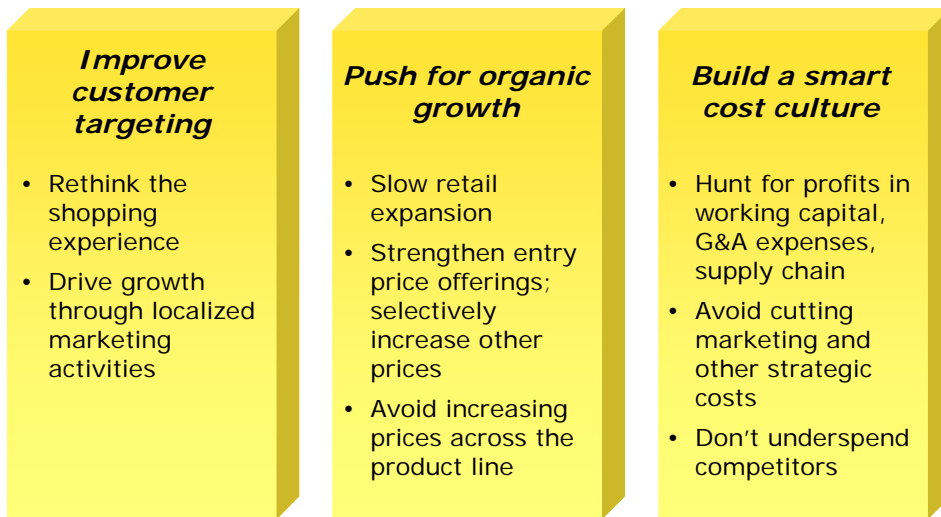 Improve
customer
targeting
• Rethink the
shopping
experience
• Drive growth
through localized
marketing
activities
Push for organic
growth
• Slow retail
expansion
• Strengthen entry
price offerings;
selectively
increase other
prices
• Avoid increasing
prices across the
product line
Build a smart
cost culture
• Hunt for profits in
working capital,
G&A expenses,
supply chain
• Avoid cutting
marketing and
other strategic
costs
• Don't underspend
competitors